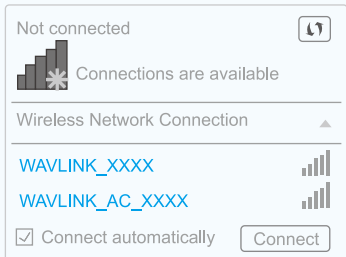 Not connected
Connections are available
Wireless Network Connection
WAVLINK_XXXX
WAVLINK_AC_XXXX
Connect automatically
Connect